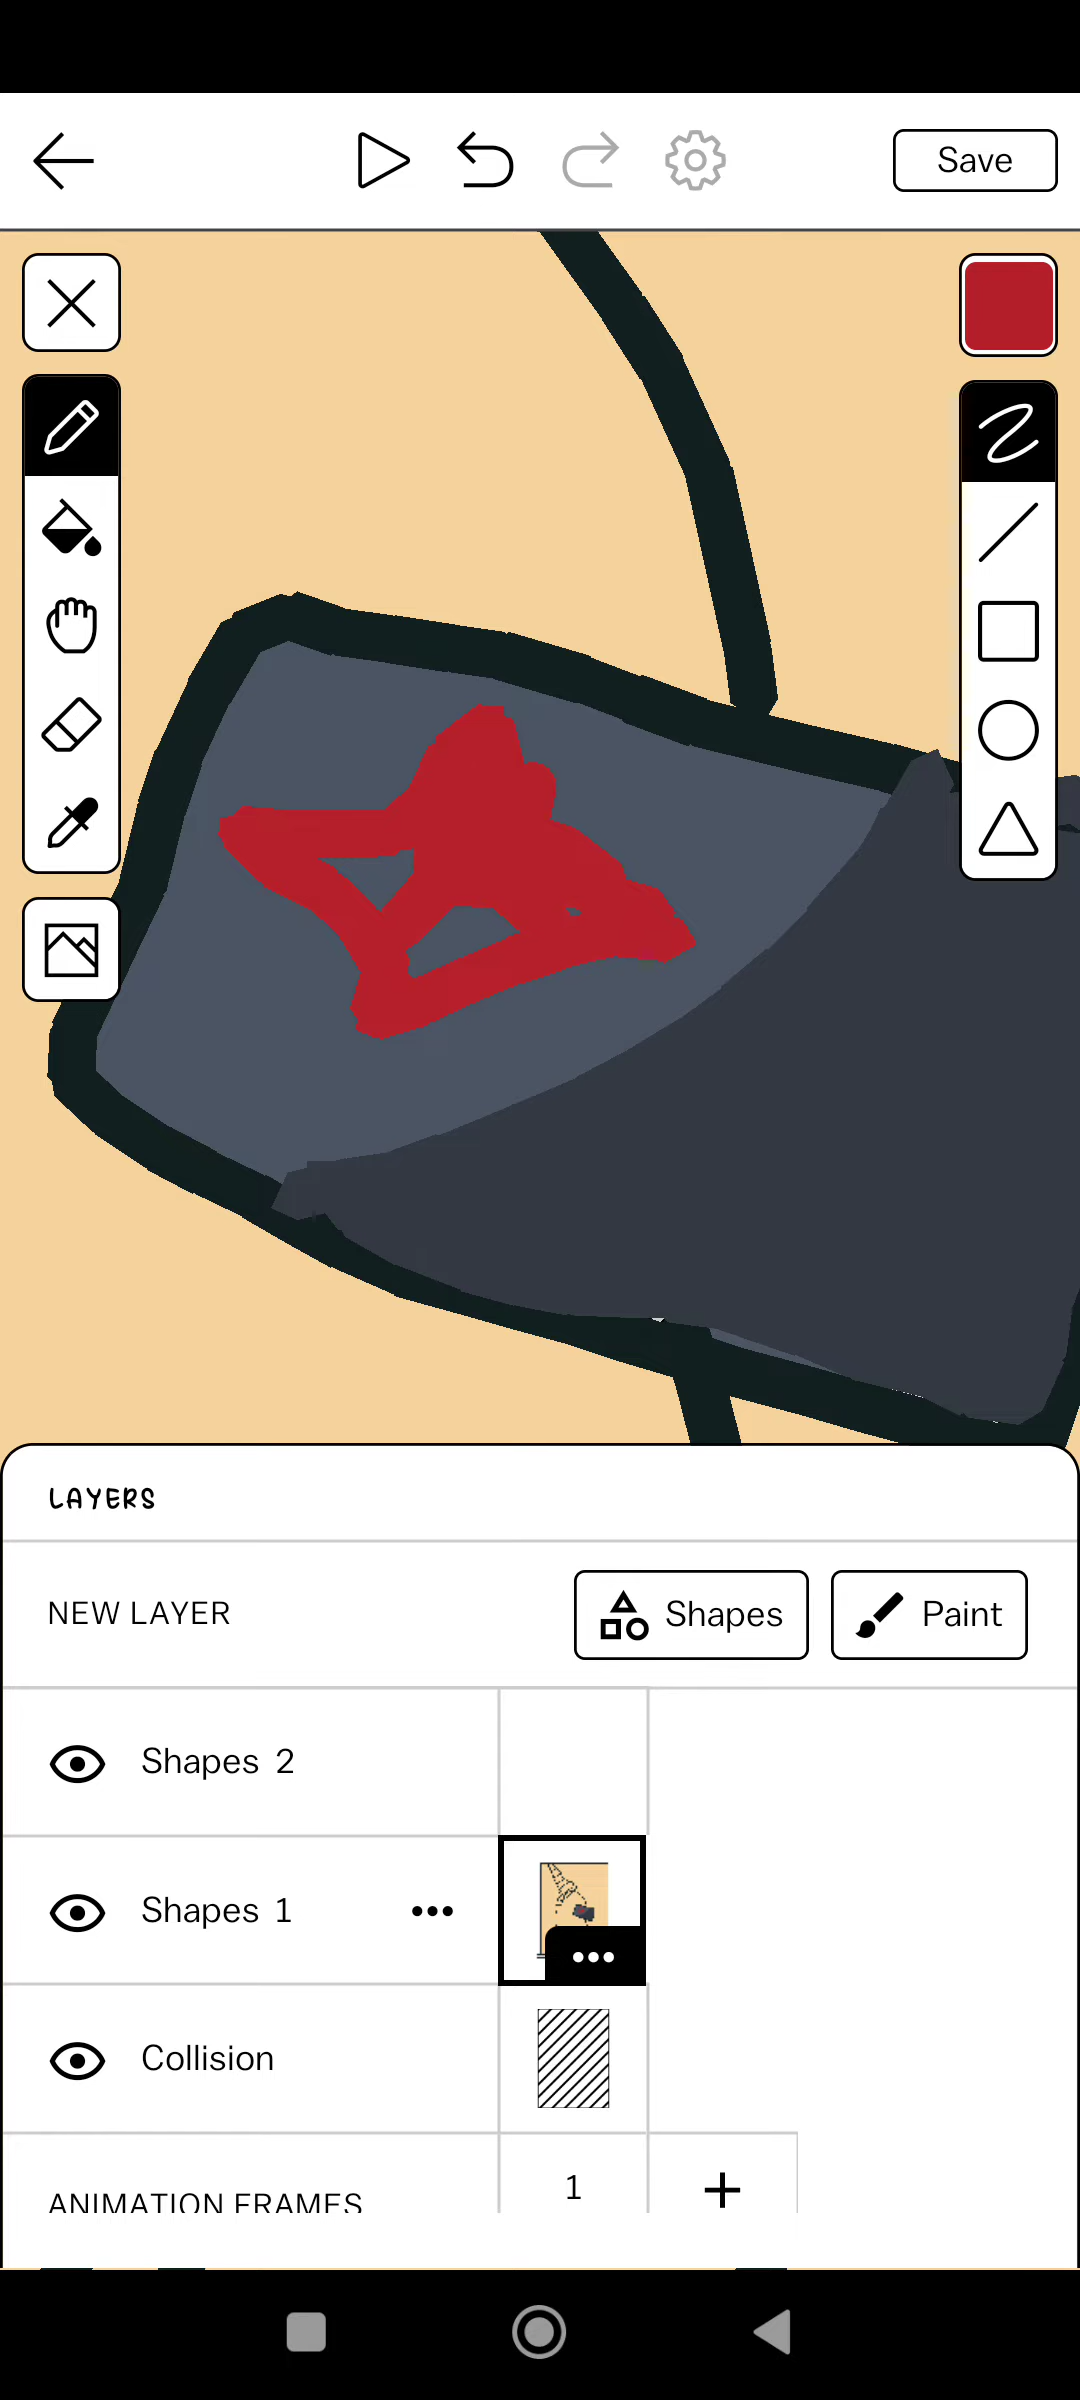 Save
LAYERS
NEW LAYER
Shapes
Paint
Shapes 2
Shapes 1
Collision
ANIMATION FRAMES
1